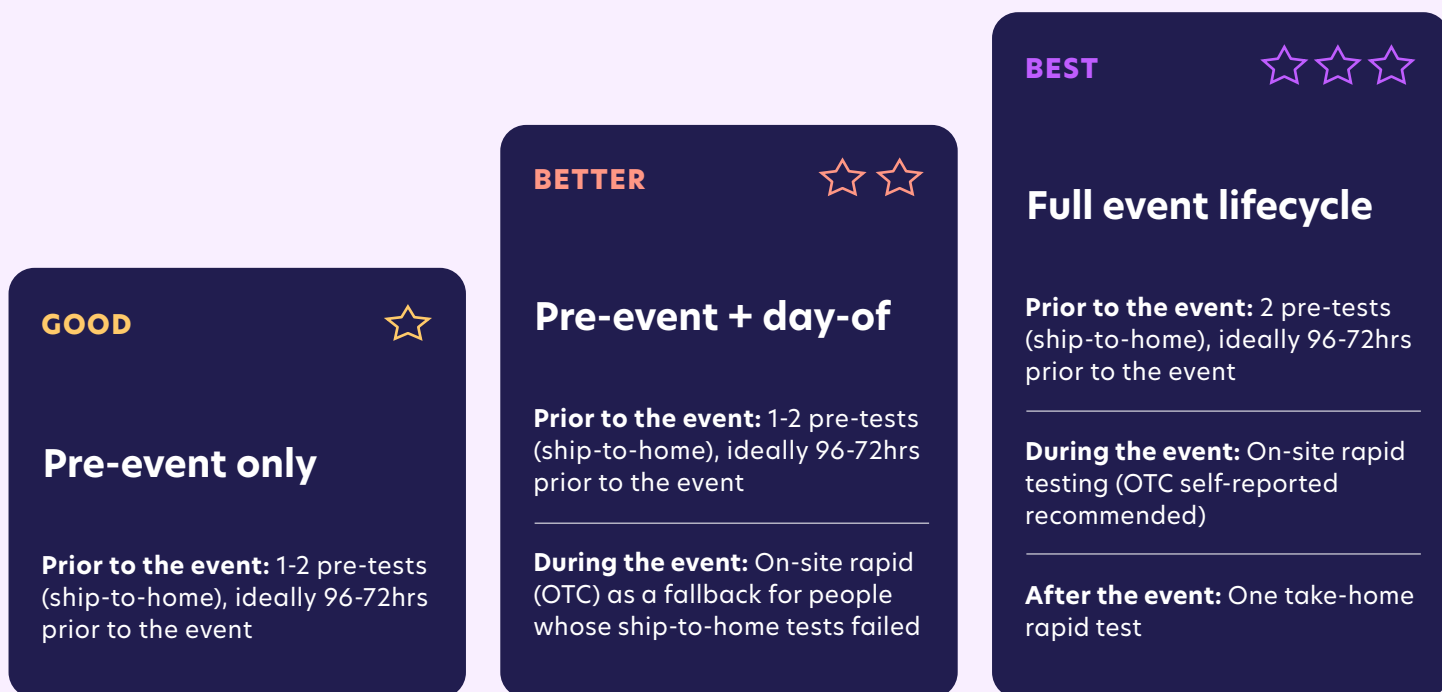 GOOD
Pre-event only
Prior to the event: 1-2 pre-tests
(ship-to-home), ideally 96-72hrs
prior to the event
BETTER
Pre-event + day-of
Prior to the event: 1-2 pre-tests
(ship-to-home), ideally 96-72hrs
prior to the event
During the event: On-site rapid
(OTC) as a fallback for people
whose ship-to-home tests failed
BEST
Full event lifecycle
Prior to the event: 2 pre-tests
(ship-to-home), ideally 96-72hrs
prior to the event
During the event: On-site rapid
testing (OTC self-reported
recommended)
After the event: One take-home
rapid test